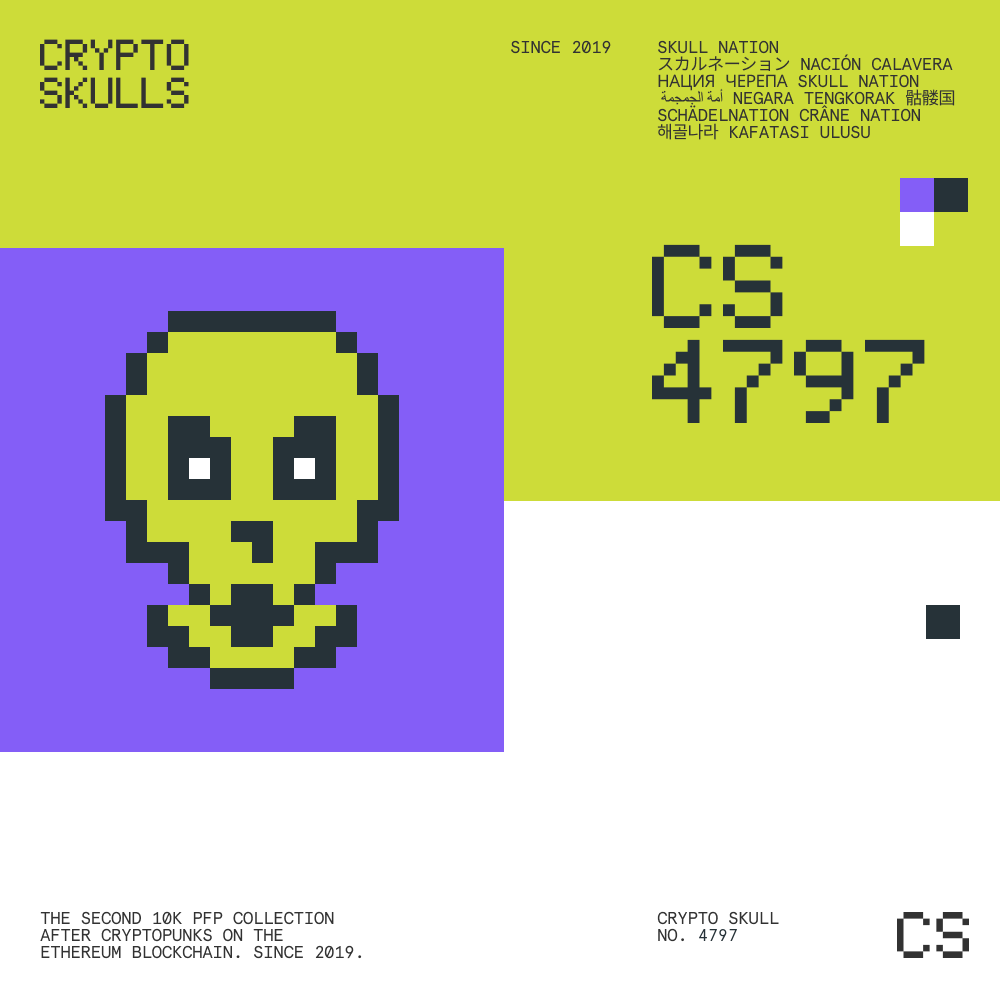 CRYPTO
SKULLS
SINCE 2019
SKULL NATION
スカルネーション NACIÓN CALAVERA
НАЦИЯ ЧЕРЕПА SKULL NATION
أمة الجمجمة NEGARA TENGKORAK 骷髅国
SCHÄDELNATION CRÂNE NATION
해골나라 KAFATASI ULUSU
CS
4797
THE SECOND 10K PFP COLLECTION
AFTER CRYPTOPUNKS ON THE
ETHEREUM BLOCKCHAIN. SINCE 2019.
CRYPTO SKULL
NO. 4797
CS